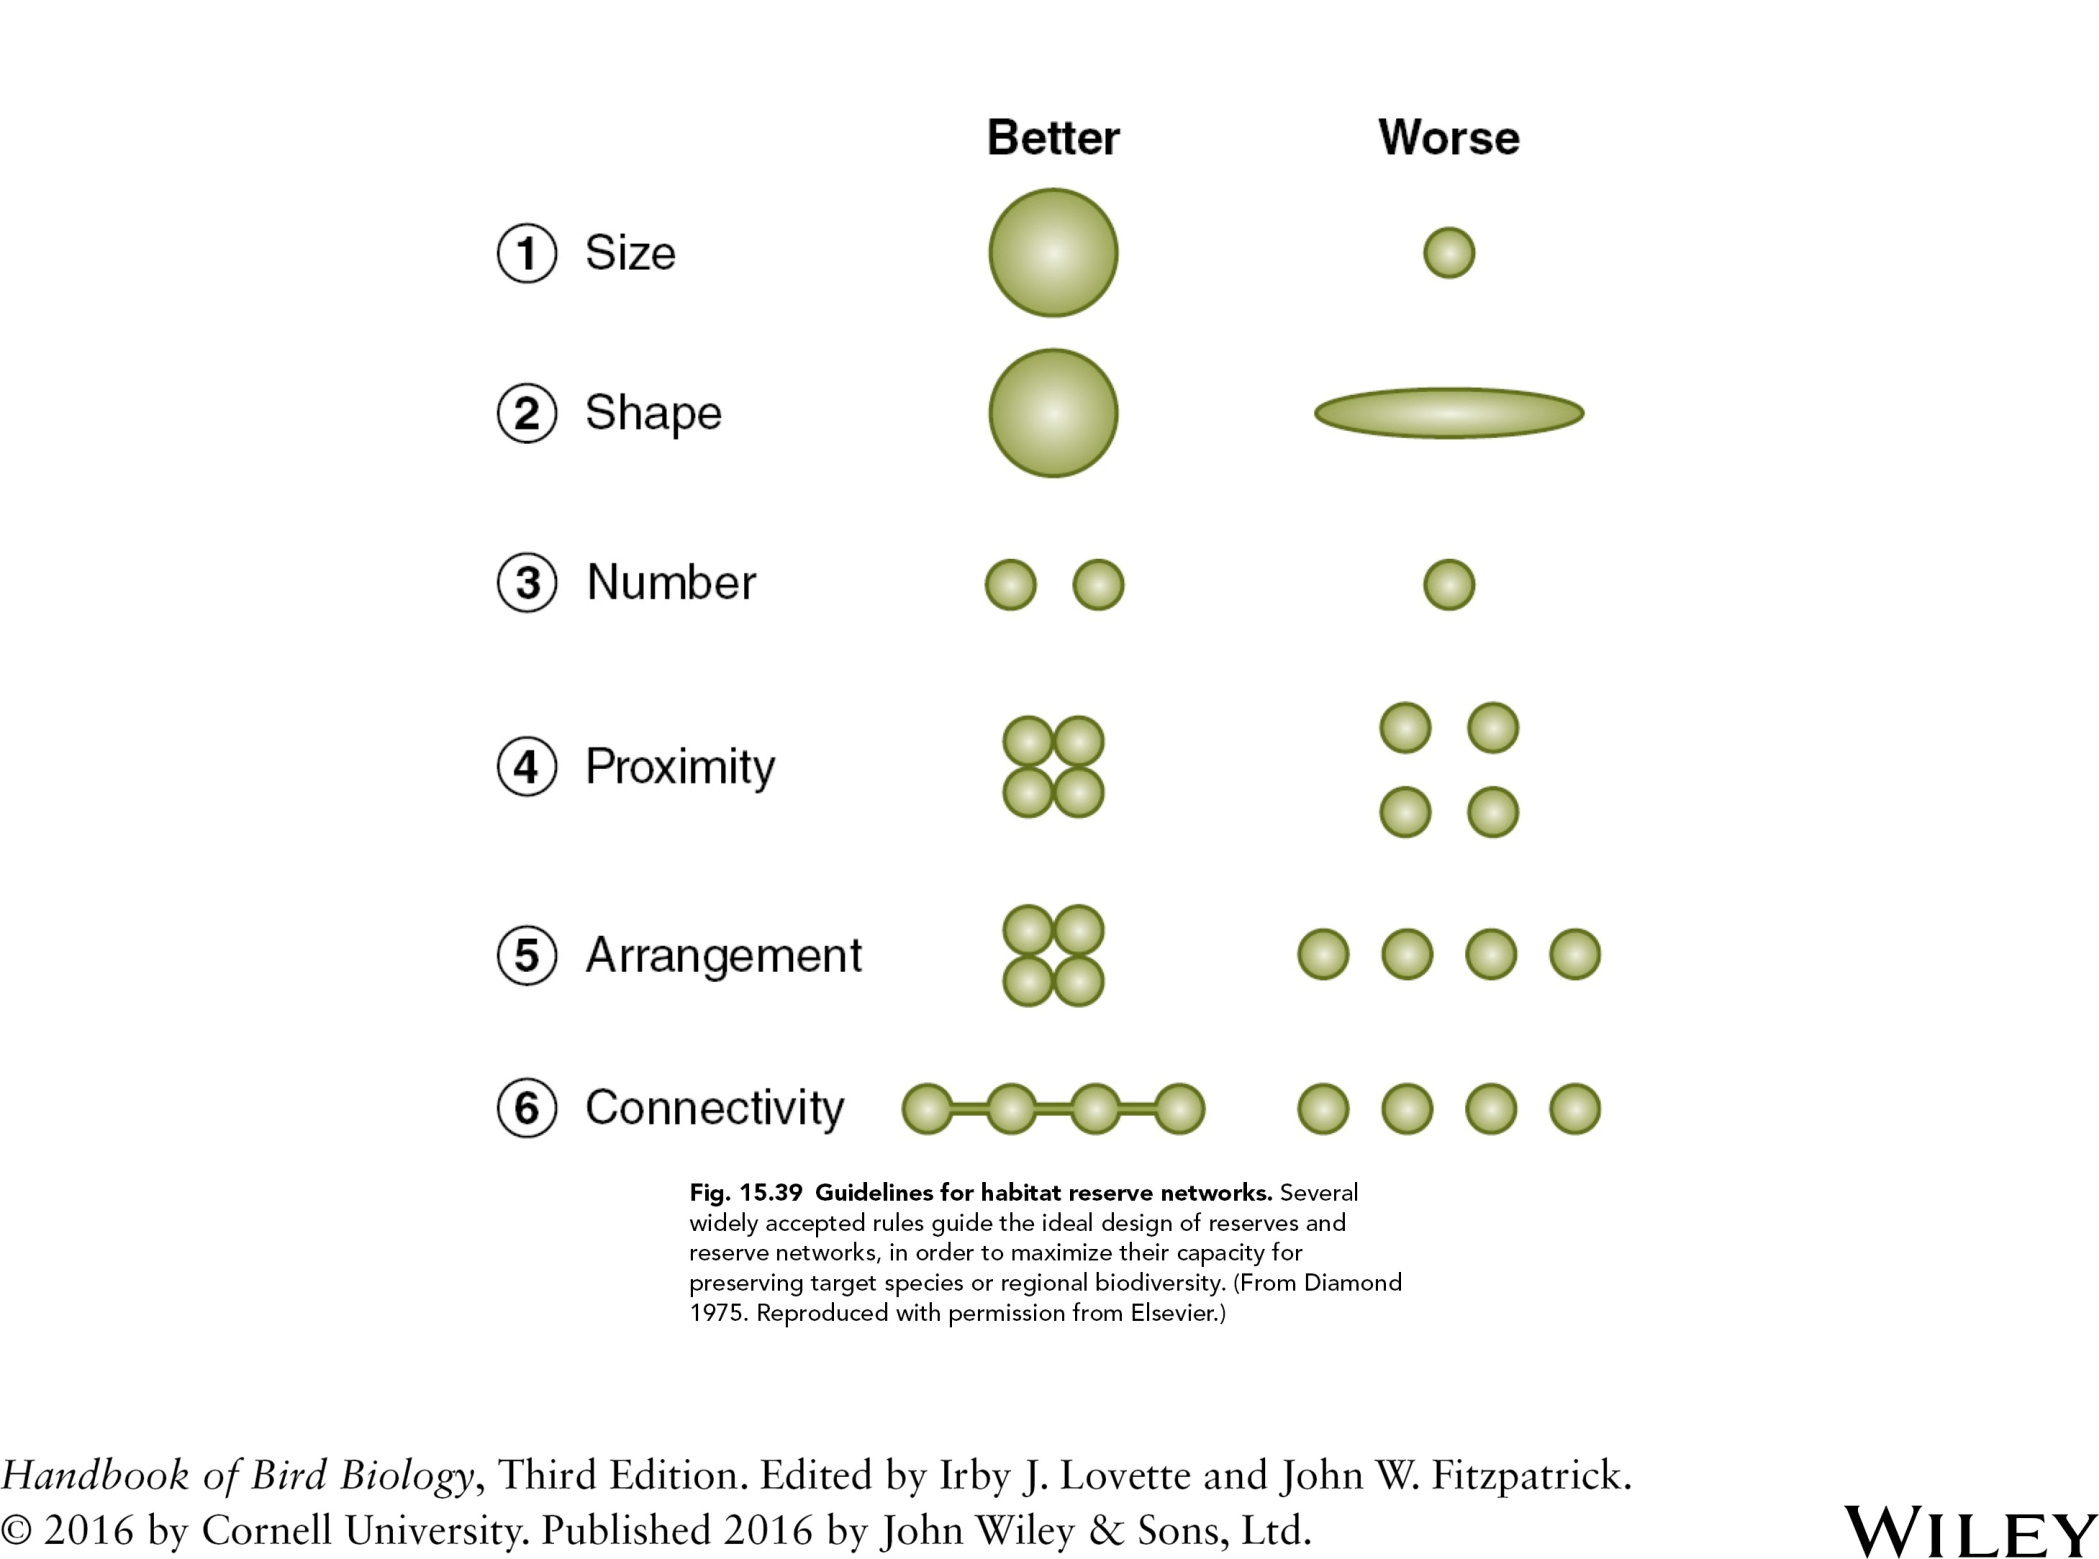 Better Worse
1 Size
2 Shape
3 Number
4 Proximity
5 Arrangement
6 Connectivity
Fig. 15.39 Guidelines for habitat reserve networks. Several
widely accepted rules guide the ideal design of reserves and
reserve networks, in order to maximize their capacity for
preserving target species or regional biodiversity. (From Diamond
1975. Reproduced with permission from Elsevier.)
Handbook of Bird Biology, Third Edition. Edited by Irby J. Lovette and John W. Fitzpatrick.
© 2016 by Cornell University. Published 2016 by John Wiley & Sons, Ltd.
WILEY